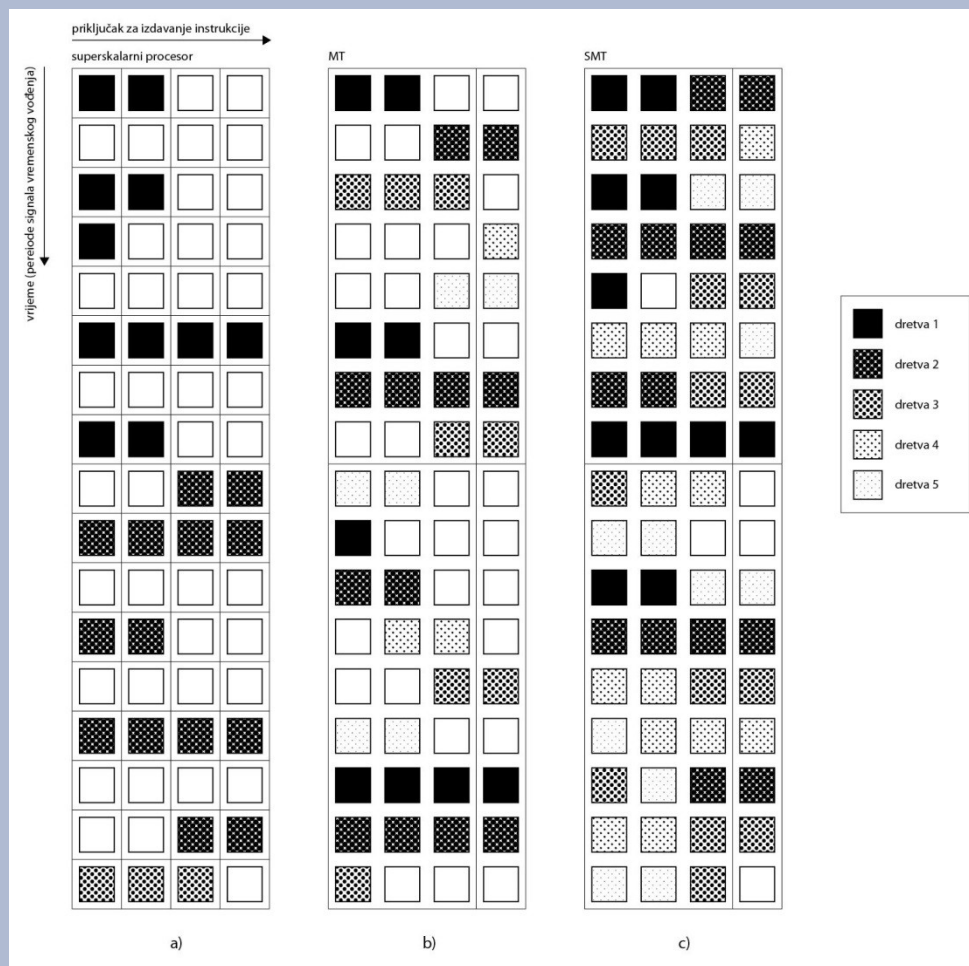 priključak za izdavanje instrukcije
superskalarni procesor
MT
SMT
vrijeme (pereiode signala vremenskog vođenja)
dretva 1
dretva 2
dretva 3
dretva 4
dretva 5
a)
b)
c)